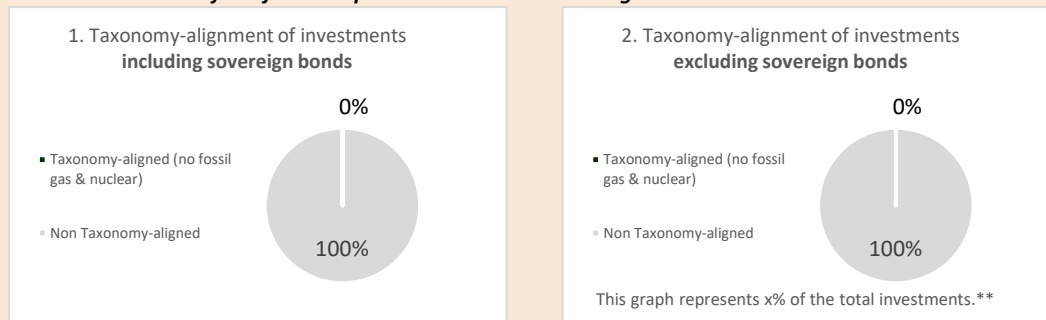 1. Taxonomy-alignment of investments
including sovereign bonds
0%
Taxonomy-aligned (no fossil
gas & nuclear)
Non Taxonomy-aligned
100%
2. Taxonomy-alignment of investments
excluding sovereign bonds
0%
Taxonomy-aligned (no fossil
gas & nuclear)
Non Taxonomy-aligned
100%
This graph represents x% of the total investments.**